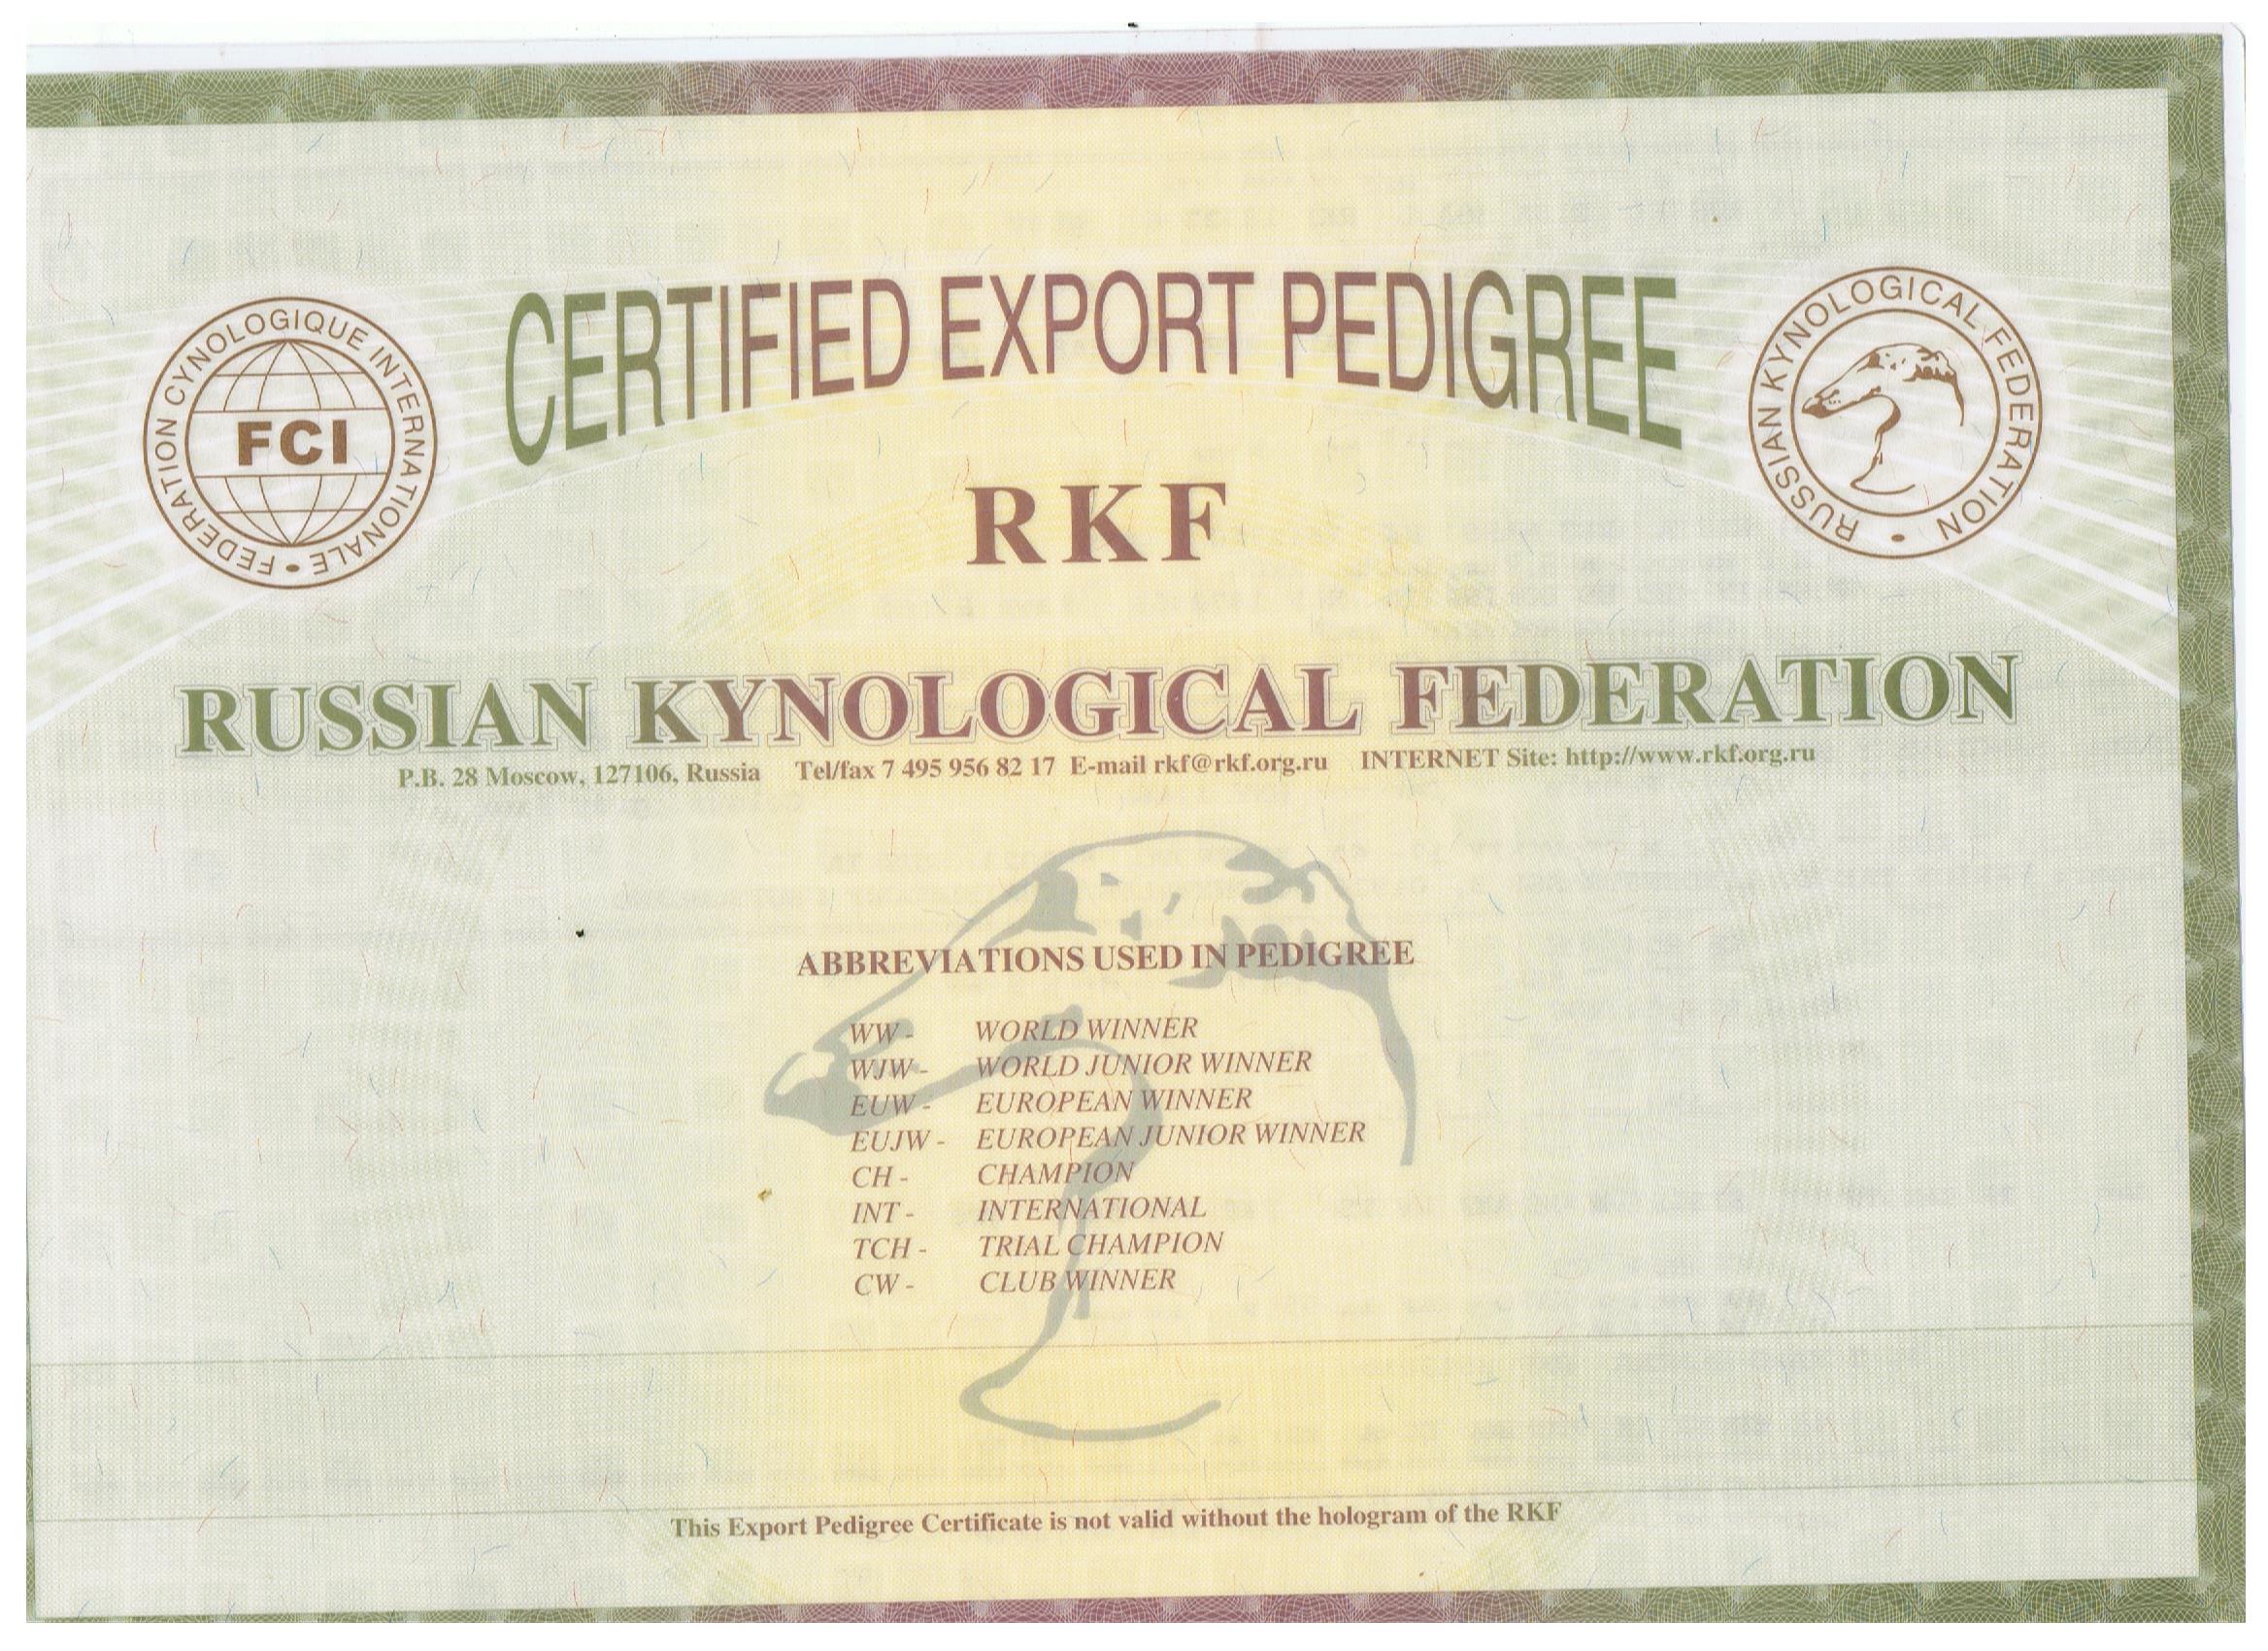 CERTIFIED EXPORT PEDIGREE
FEDERATION CYNOLOGIQUE INTERNATIONALE •
FCI
RUSSIAN KYNOLOGICAL FEDERATION •
RKF
RUSSIAN KYNOLOGICAL FEDERATION
P.B. 28 Moscow, 127106, Russia Tel/fax 7 495 956 82 17 E-mail rkf@rkf.org.ru INTERNET Site: http://www.rkf.org.ru
ABBREVIATIONS USED IN PEDIGREE
WW - WORLD WINNER
WJW - WORLD JUNIOR WINNER
EUW - EUROPEAN WINNER
EUJW - EUROPEAN JUNIOR WINNER
CH - CHAMPION
INT - INTERNATIONAL
TCH - TRIAL CHAMPION
CW - CLUB WINNER
This Export Pedigree Certificate is not valid without the hologram of the RKF